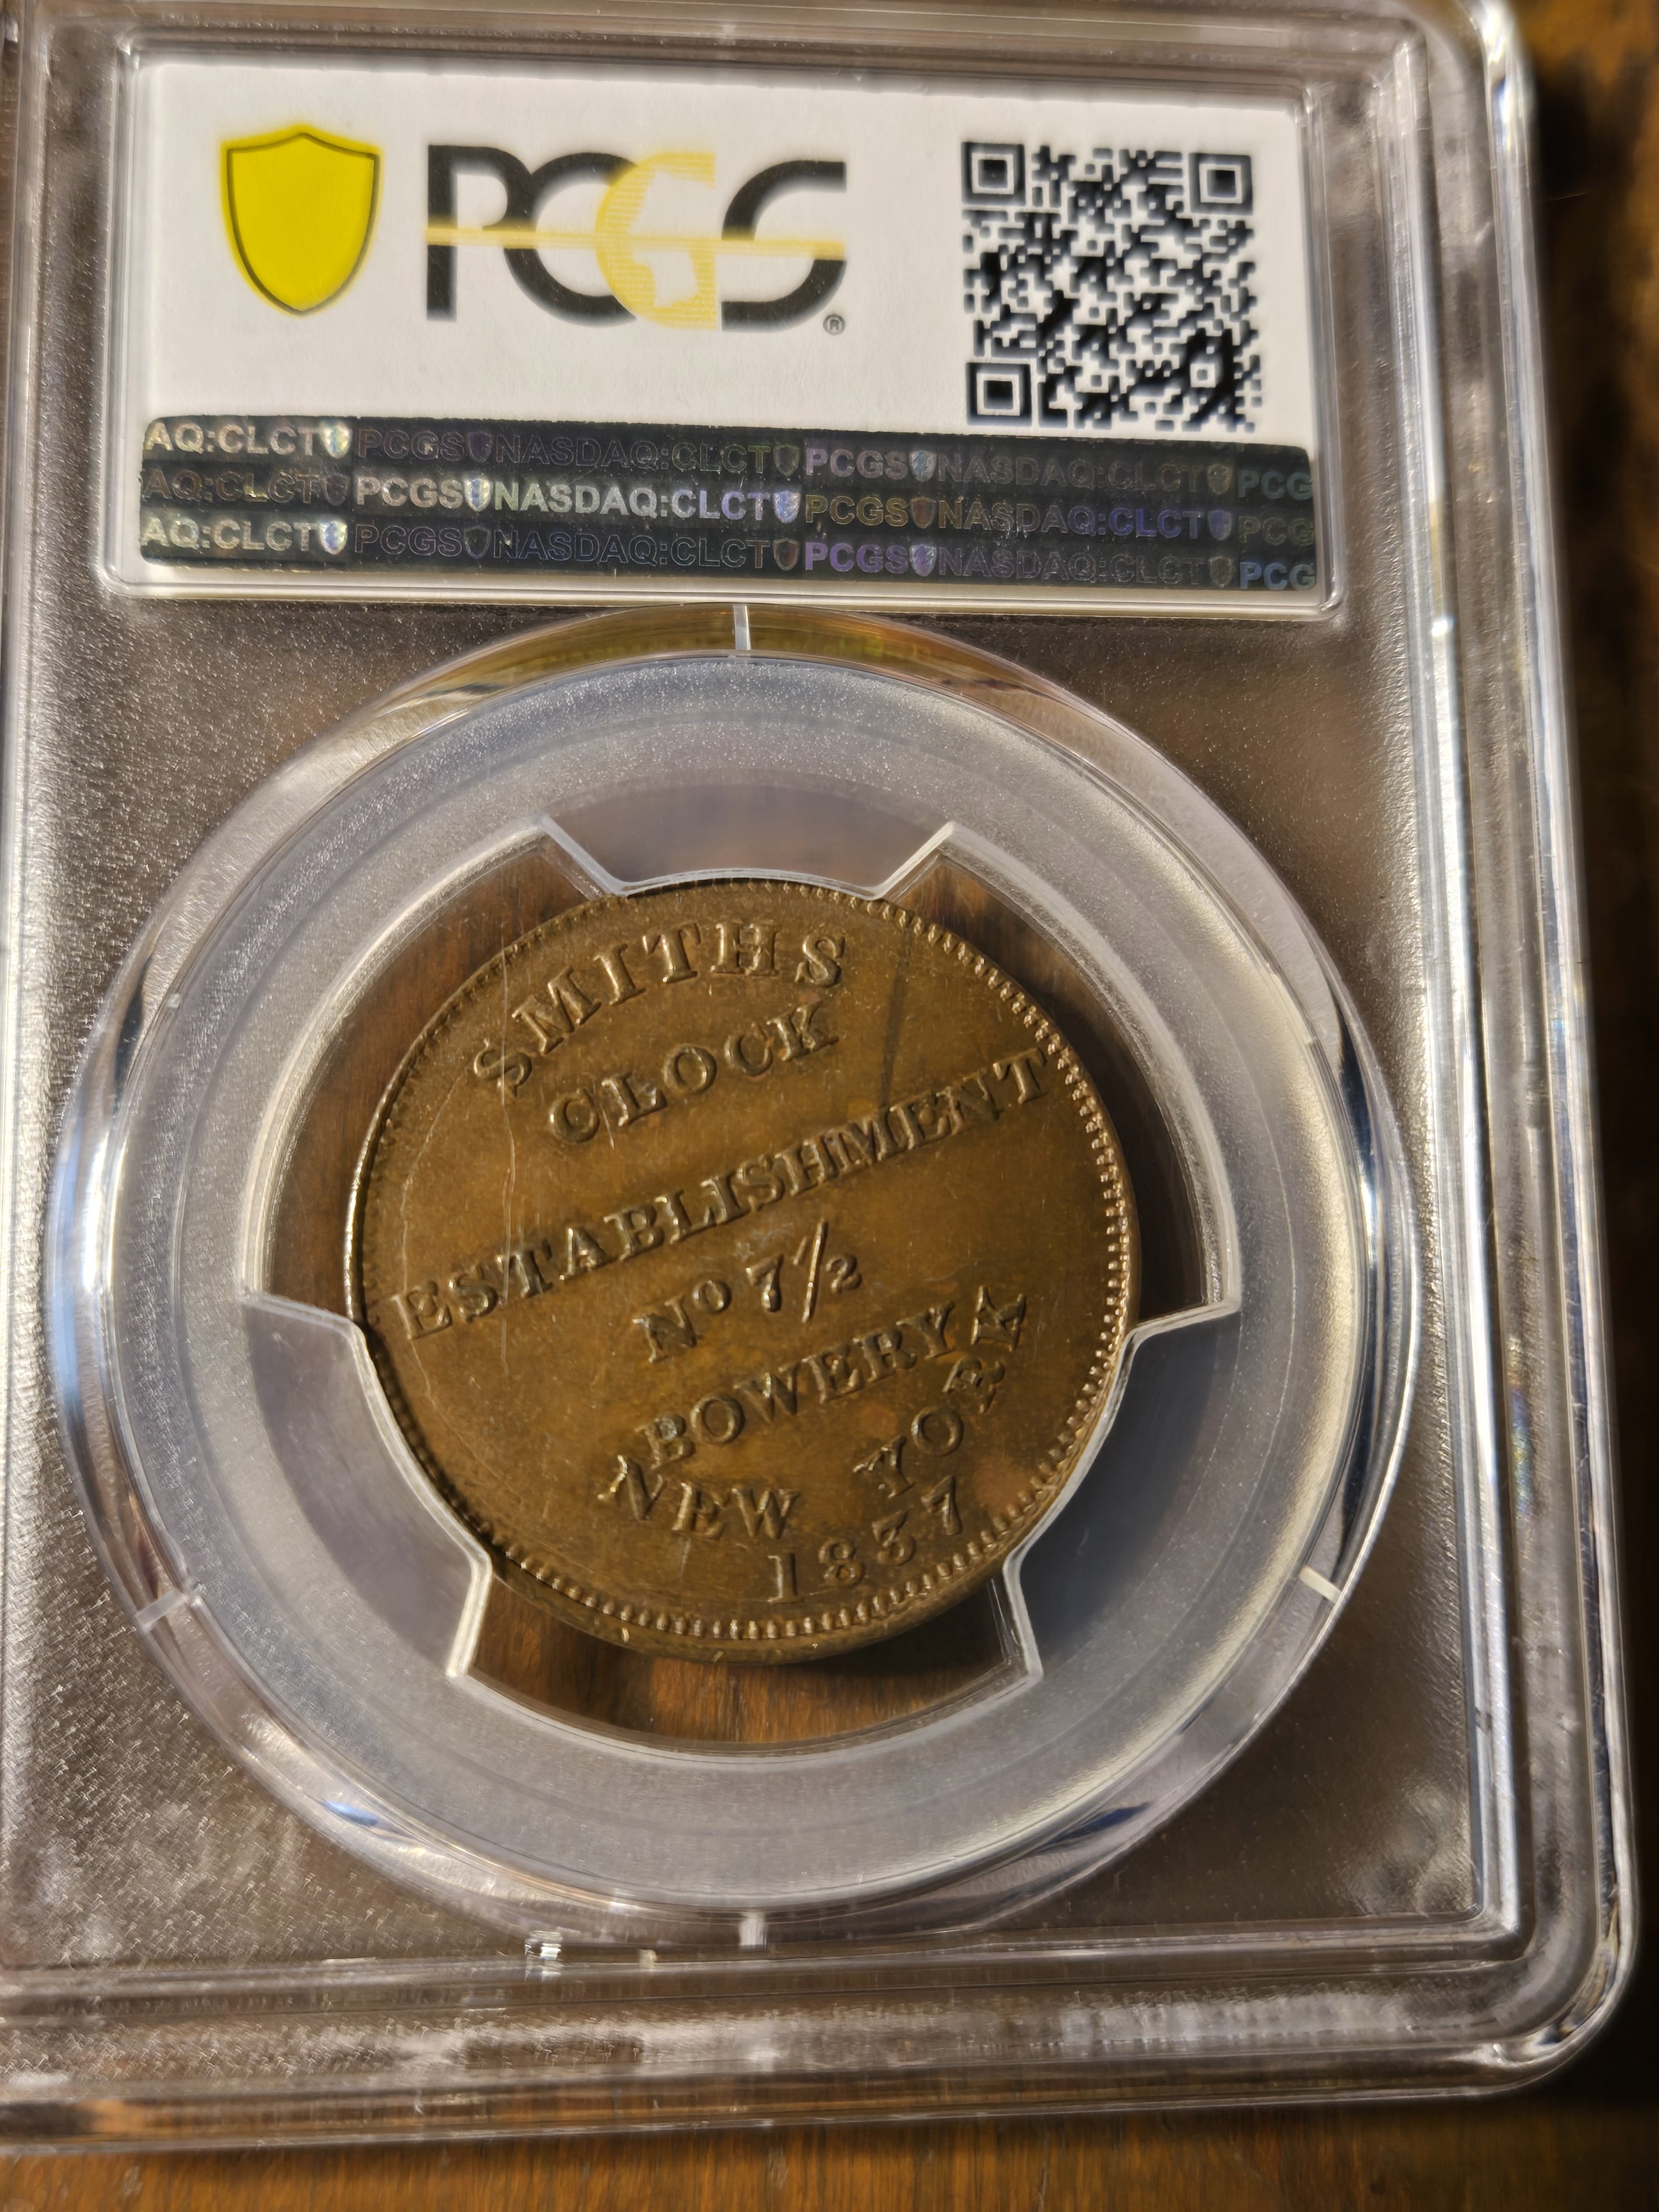 PCGS®
AQ:CLCT PCGS NASDAQ:CLCT PCGS NASDAQ:CLCT PCG
AQ:CLCT PCGS NASDAQ:CLCT PCGS NASDAQ:CLCT PCG
AQ:CLCT PCGS NASDAQ:CLCT PCGS NASDAQ:CLCT PCG
SMITHS
CLOCK
ESTABLISHMENT
No 7½
BOWERY
NEW YORK
1837